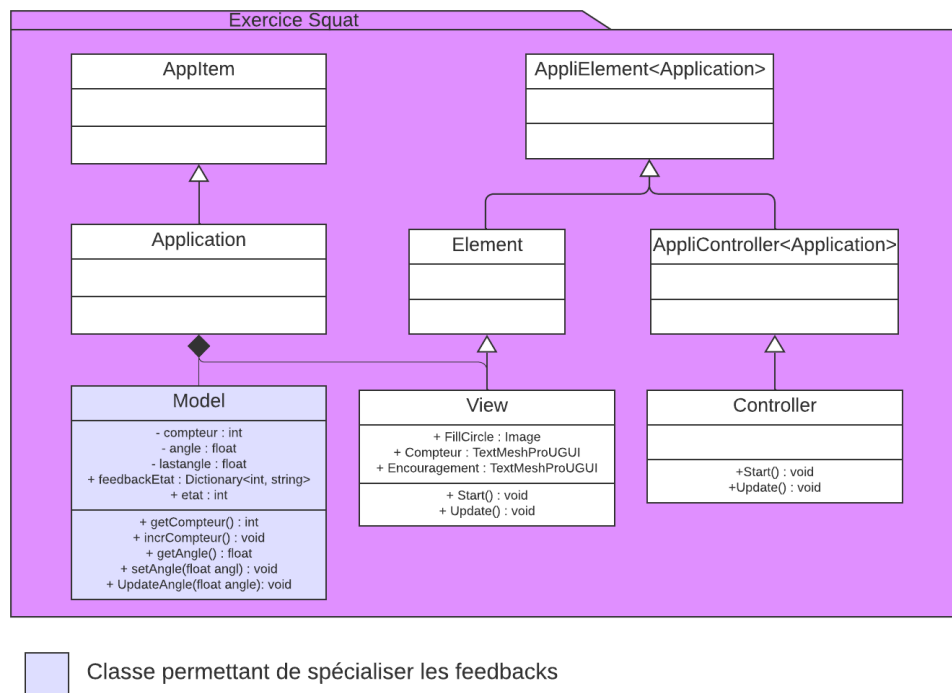 Exercice Squat
AppItem
AppliElement<Application>
Application
Element
AppliController<Application>
Model
- compteur : int
- angle : float
- lastangle : float
+ feedbackEtat : Dictionary<int, string>
+ etat : int
+ getCompteur() : int
+ incrCompteur() : void
+ getAngle() : float
+ setAngle(float angl) : void
+ UpdateAngle(float angle): void
View
+ FillCircle : Image
+ Compteur : TextMeshProUGUI
+ Encouragement : TextMeshProUGUI
+ Start() : void
+ Update() : void
Controller
+Start() : void
+Update() : void
Classe permettant de spécialiser les feedbacks